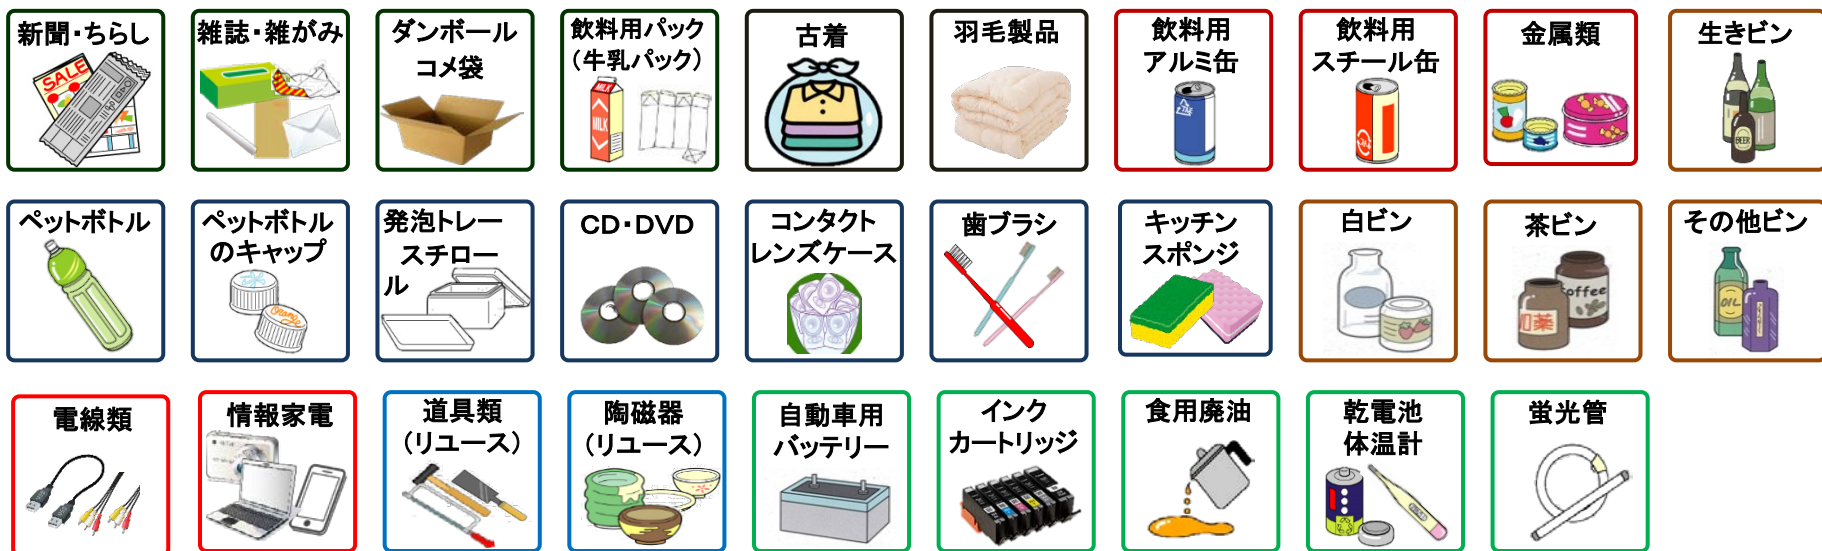 新聞・ちらし
SALE
雑誌・雑がみ
ダンボール
コメ袋
飲料用パック
（牛乳パック）
MILK
MILK
古着
羽毛製品
飲料用
アルミ缶
飲料用
スチール缶
金属類
生きビン
BEER
ペットボトル
ペットボトル
のキャップ
Orange
発泡トレー
スチロー
ル
CD・DVD
コンタクト
レンズケース
歯ブラシ
キッチン
スポンジ
白ビン
茶ビン
Coffee
和薬
その他ビン
OIL
電線類
情報家電
道具類
（リユース）
陶磁器
（リユース）
自動車用
バッテリー
インク
カートリッジ
食用廃油
乾電池
体温計
蛍光管